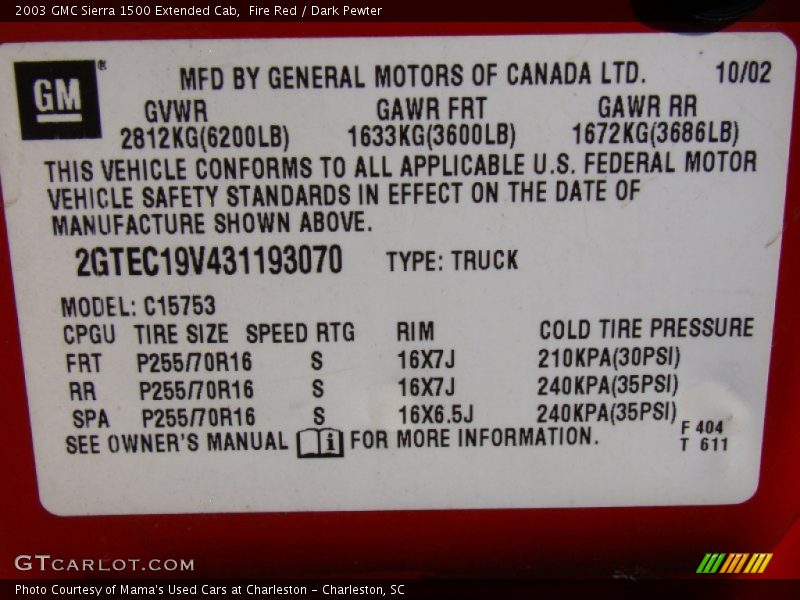 2003 GMC Sierra 1500 Extended Cab,  Fire Red / Dark Pewter
GM®
MFD BY GENERAL MOTORS OF CANADA LTD. 10/02
GVWR GAWR FRT GAWR RR
2812KG(6200LB) 1633KG(3600LB) 1672KG(3686LB)
THIS VEHICLE CONFORMS TO ALL APPLICABLE U.S. FEDERAL MOTOR
VEHICLE SAFETY STANDARDS IN EFFECT ON THE DATE OF
MANUFACTURE SHOWN ABOVE.
2GTEC19V431193070 TYPE: TRUCK
MODEL: C15753
CPGU TIRE SIZE SPEED RTG RIM COLD TIRE PRESSURE
FRT P255/70R16 S 16X7J 210KPA(30PSI)
RR P255/70R16 S 16X7J 240KPA(35PSI)
SPA P255/70R16 S 16X6.5J 240KPA(35PSI)
SEE OWNER'S MANUAL i FOR MORE INFORMATION.
F 404
T 611
GTCARLOT.COM
Photo Courtesy of Mama's Used Cars at Charleston - Charleston, SC